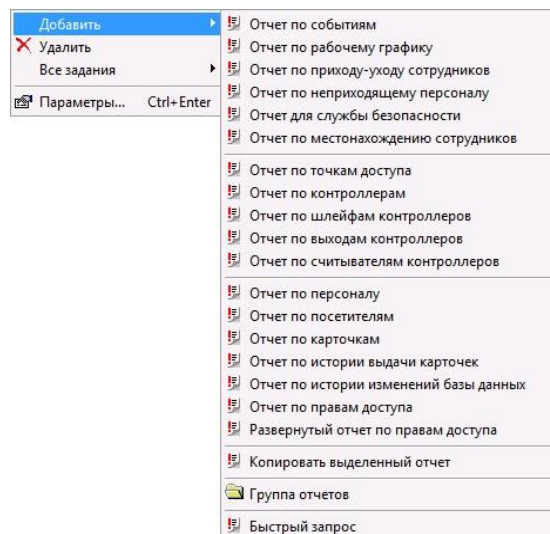 Добавить
Удалить
Все задания
Параметры... Ctrl+Enter
Отчет по событиям
Отчет по рабочему графику
Отчет по приходу-уходу сотрудников
Отчет по неприходящему персоналу
Отчет для службы безопасности
Отчет по местонахождению сотрудников
Отчет по точкам доступа
Отчет по контроллерам
Отчет по шлейфам контроллеров
Отчет по выходам контроллеров
Отчет по считывателям контроллеров
Отчет по персоналу
Отчет по посетителям
Отчет по карточкам
Отчет по истории выдачи карточек
Отчет по истории изменений базы данных
Отчет по правам доступа
Развернутый отчет по правам доступа
Копировать выделенный отчет
Группа отчетов
Быстрый запрос